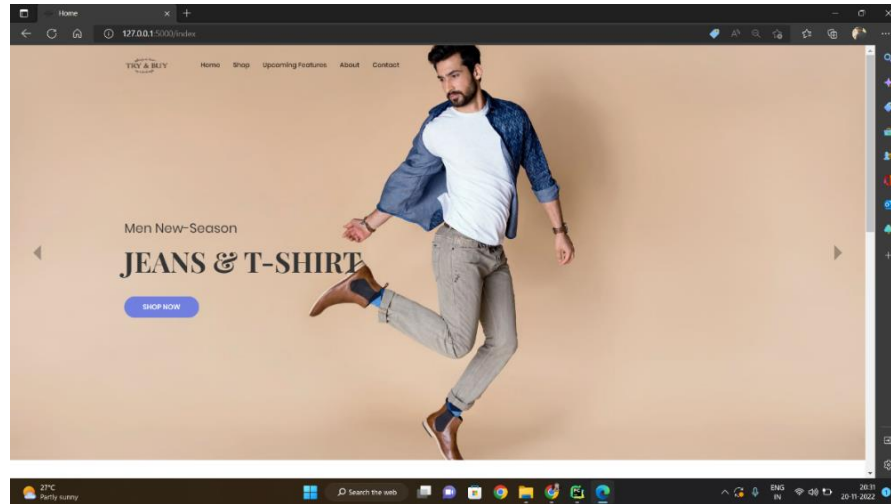 Home
127.0.0.1:5000/index
TRY & BUY
Home Shop Upcoming Features About Contact
Men New-Season
JEANS & T-SHIRT
SHOP NOW
27°C
Partly sunny
Search the web
ENG
IN
20:31
20-11-2022